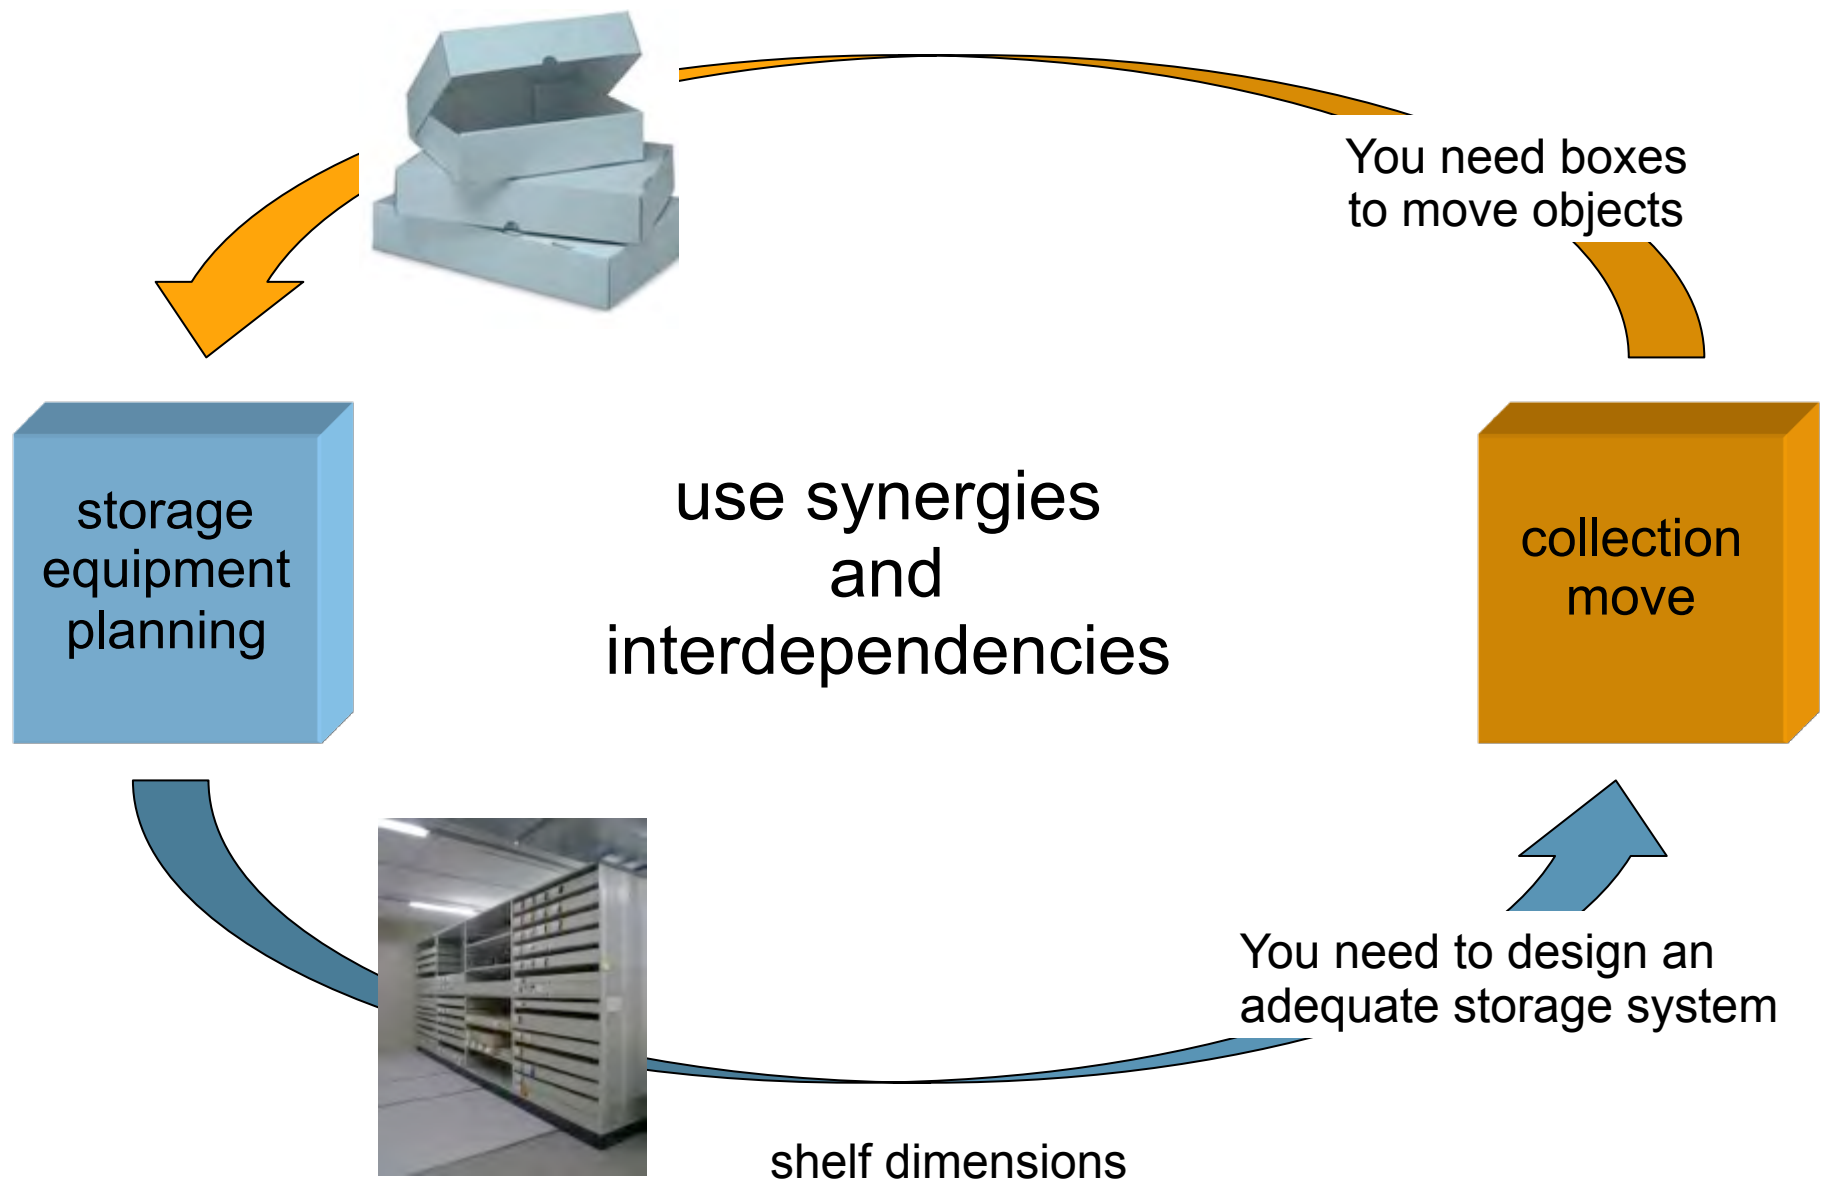 You need boxes
to move objects
storage
equipment
planning
use synergies
and
interdependencies
collection
move
You need to design an
adequate storage system
shelf dimensions